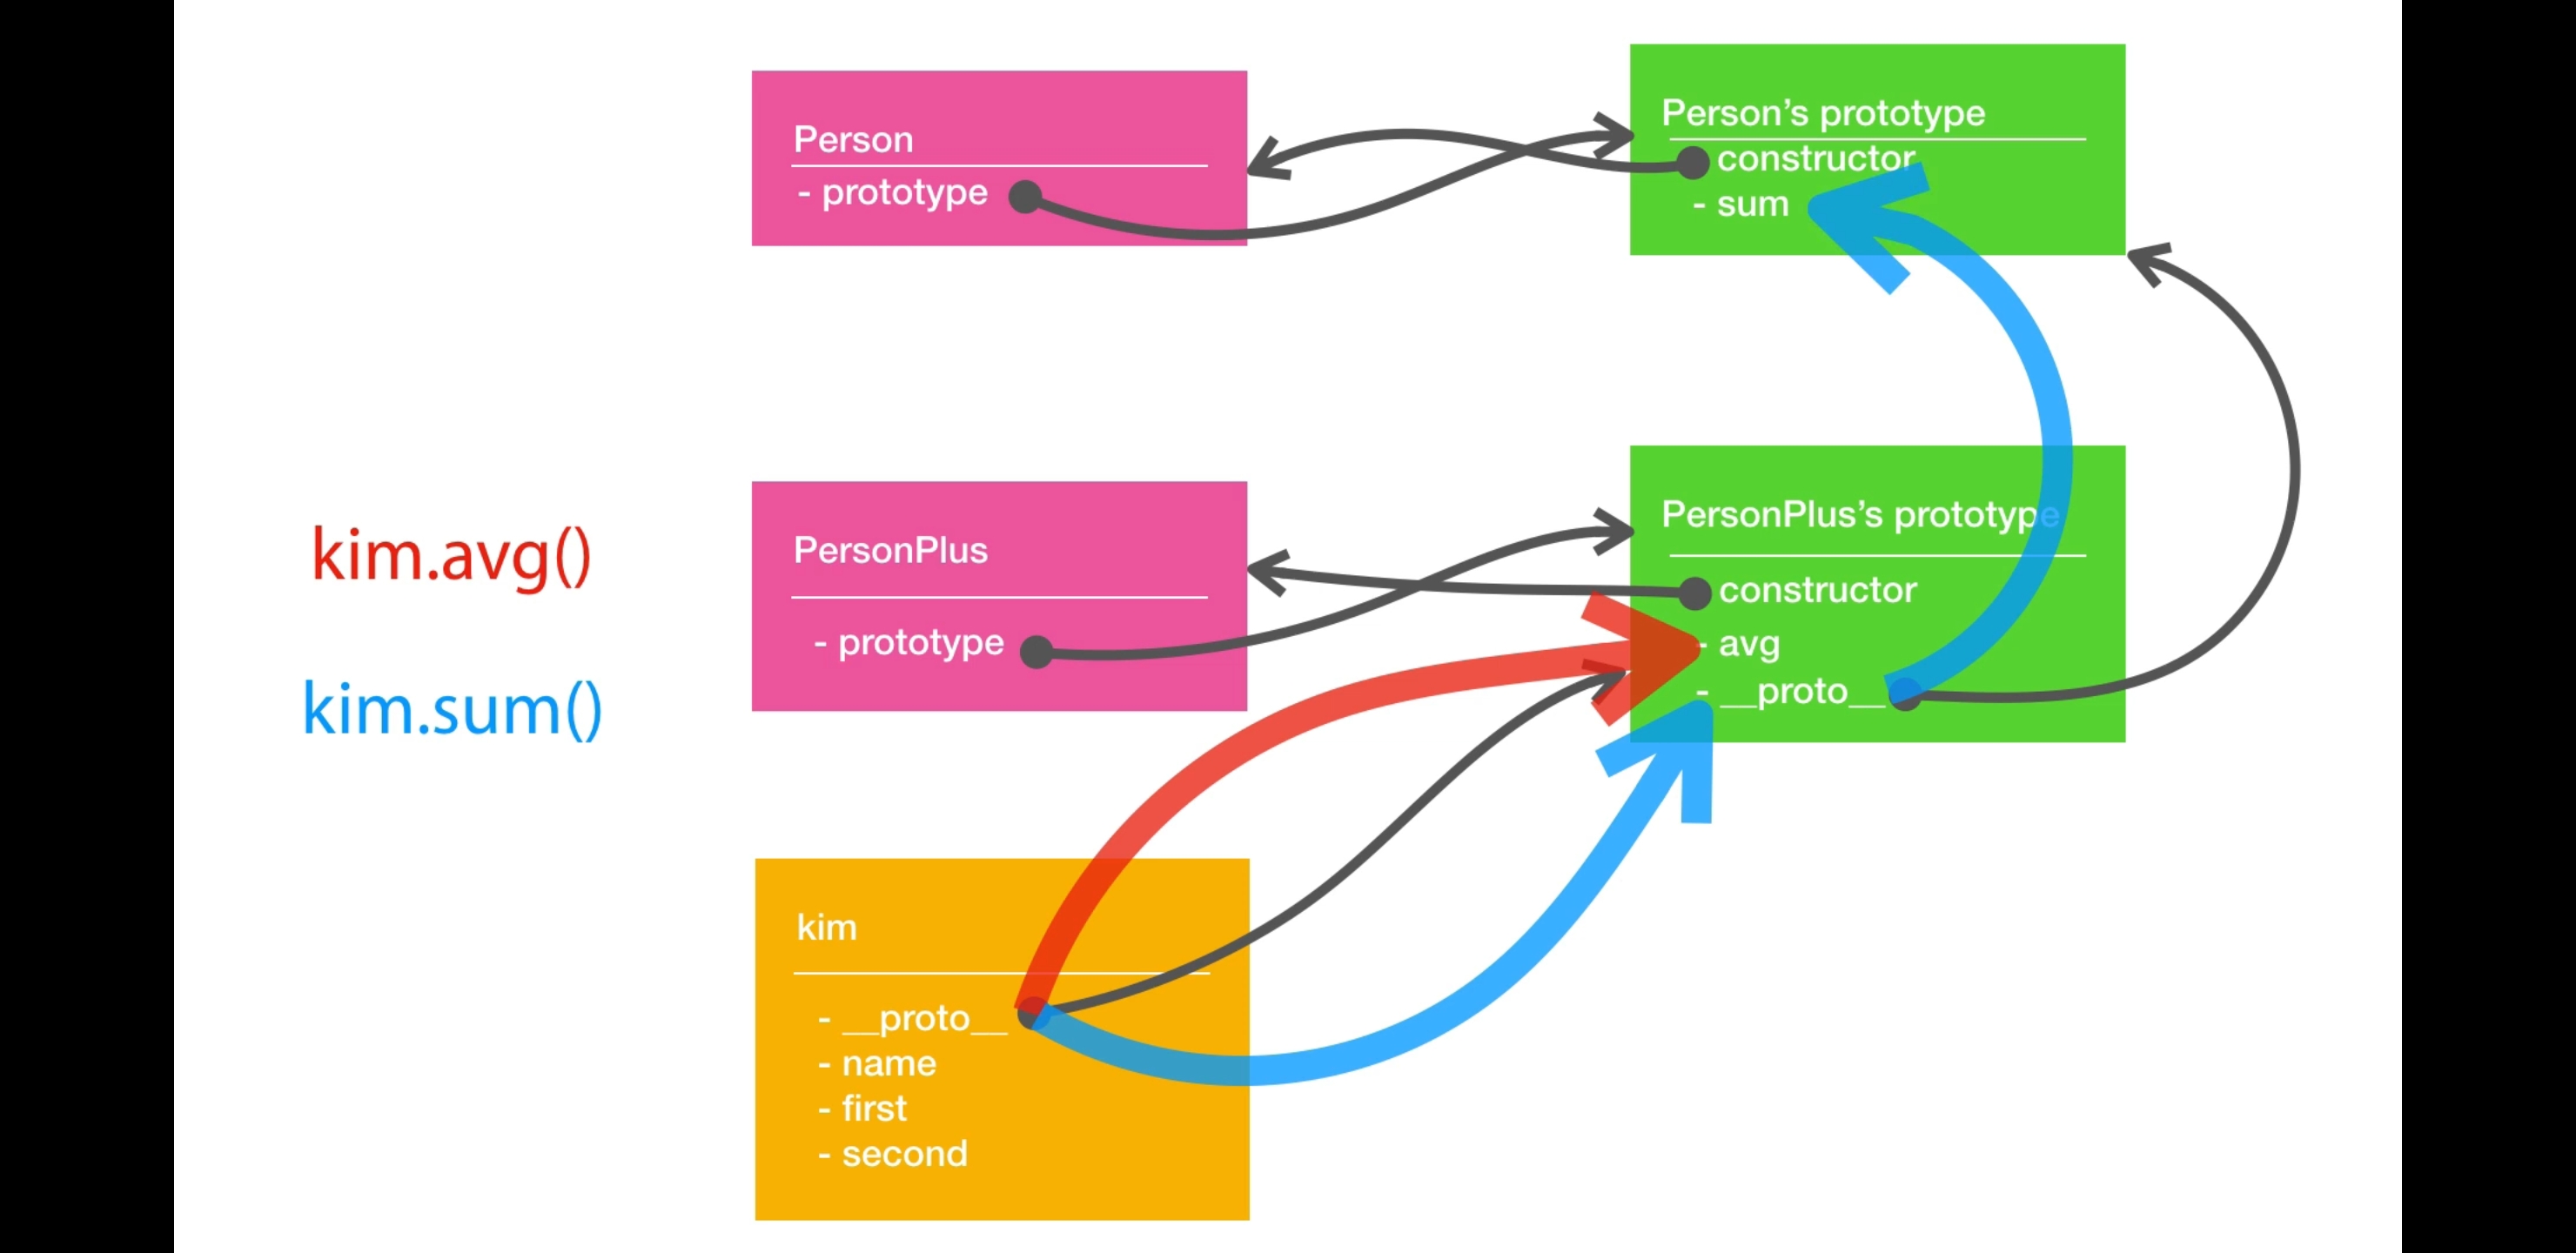 Person
- prototype
Person's prototype
constructor
- sum
kim.avg()
kim.sum()
PersonPlus
- prototype
PersonPlus's prototype
constructor
- avg
- __proto__
kim
- __proto__
- name
- first
- second